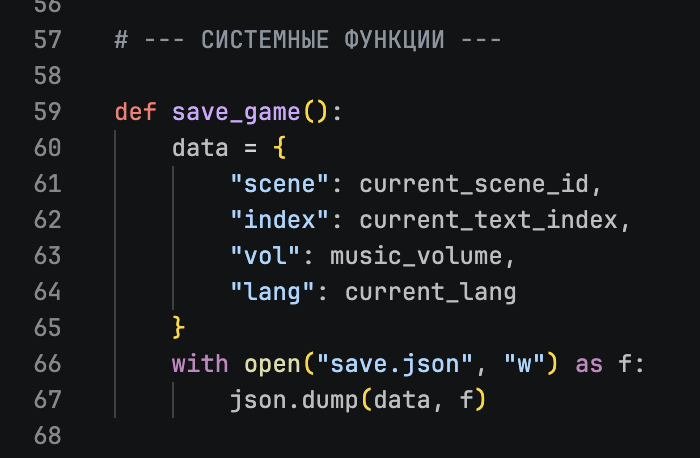 56
57 # --- СИСТЕМНЫЕ ФУНКЦИИ ---
58
59 def save_game():
60     data = {
61         "scene": current_scene_id,
62         "index": current_text_index,
63         "vol": music_volume,
64         "lang": current_lang
65     }
66     with open("save.json", "w") as f:
67         json.dump(data, f)
68